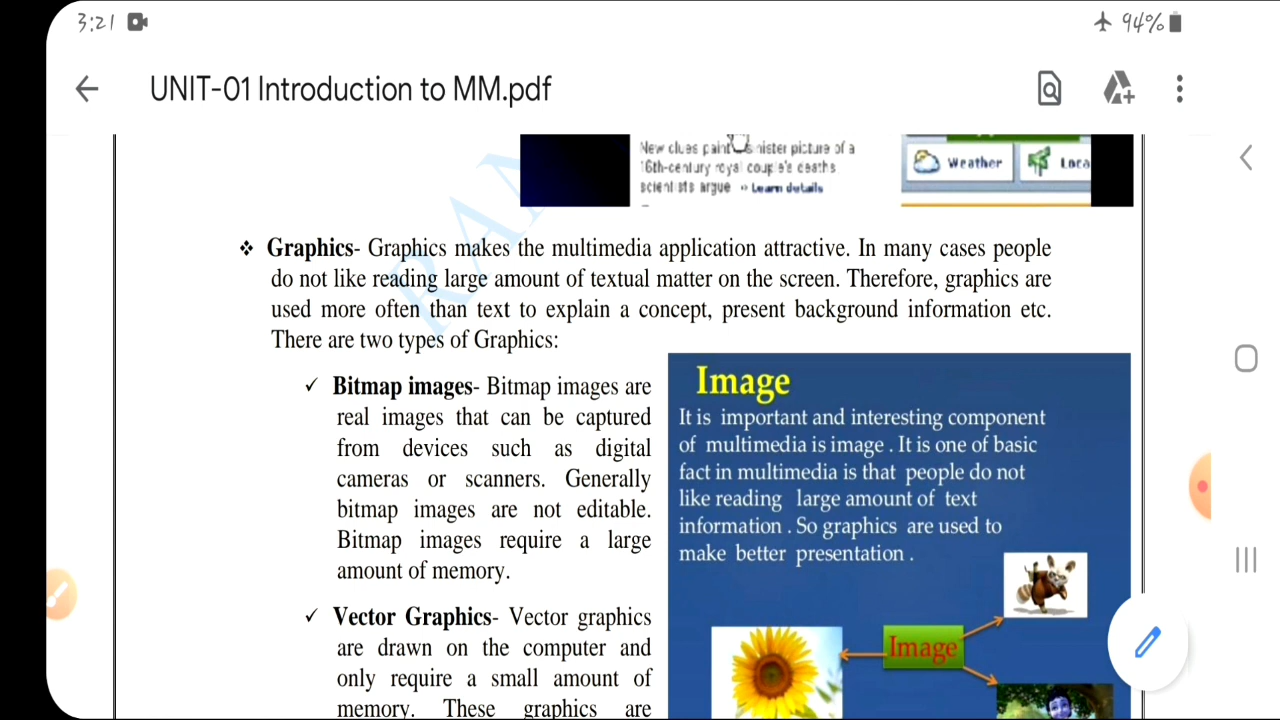 3:21
94%
UNIT-01 Introduction to MM.pdf
New clues paint nister picture of a
16th-century royal couple's deaths
scientists argue » Learn details
Weather
Loca
RAN
❖ Graphics- Graphics makes the multimedia application attractive. In many cases people
do not like reading large amount of textual matter on the screen. Therefore, graphics are
used more often than text to explain a concept, present background information etc.
There are two types of Graphics:
✓ Bitmap images- Bitmap images are
real images that can be captured
from devices such as digital
cameras or scanners. Generally
bitmap images are not editable.
Bitmap images require a large
amount of memory.
✓ Vector Graphics- Vector graphics
are drawn on the computer and
only require a small amount of
memory. These graphics are
Image
It is important and interesting component
of multimedia is image . It is one of basic
fact in multimedia is that people do not
like reading large amount of text
information . So graphics are used to
make better presentation .
Image